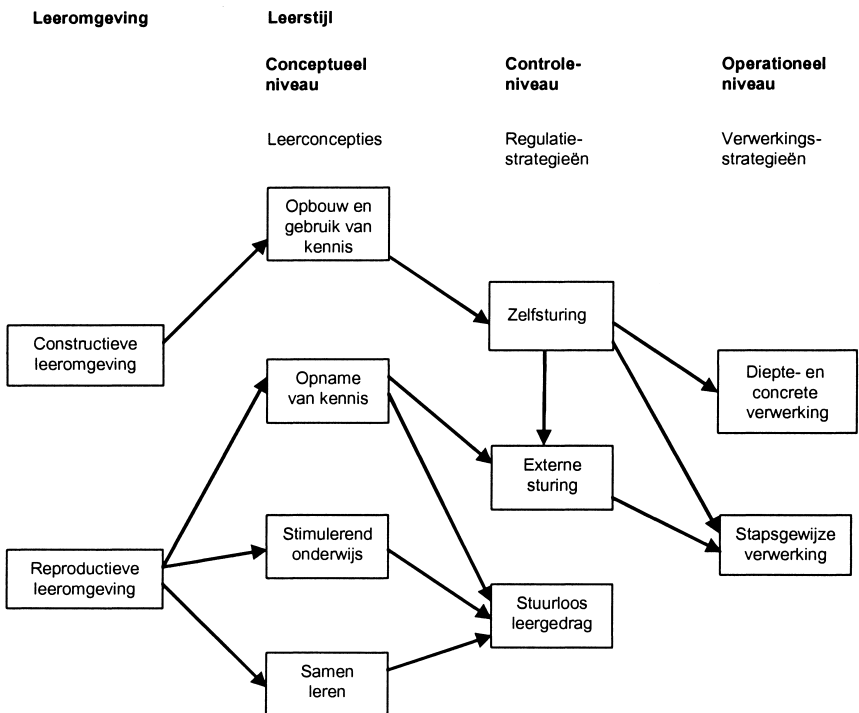 Leeromgeving
Leerstijl
Conceptueel
niveau
Controle-
niveau
Operationeel
niveau
Leerconcepties
Regulatie-
strategieën
Verwerkings-
strategieën
Opbouw en
gebruik van
kennis
Zelfsturing
Constructieve
leeromgeving
Opname
van kennis
Diepte- en
concrete
verwerking
Externe
sturing
Stimulerend
onderwijs
Stapsgewijze
verwerking
Reproductieve
leeromgeving
Stuurloos
leergedrag
Samen
leren